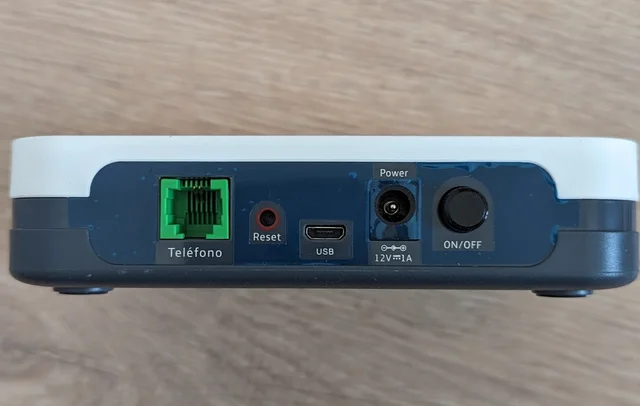 Power
Teléfono
Reset
USB
12V⎓1A
ON/OFF